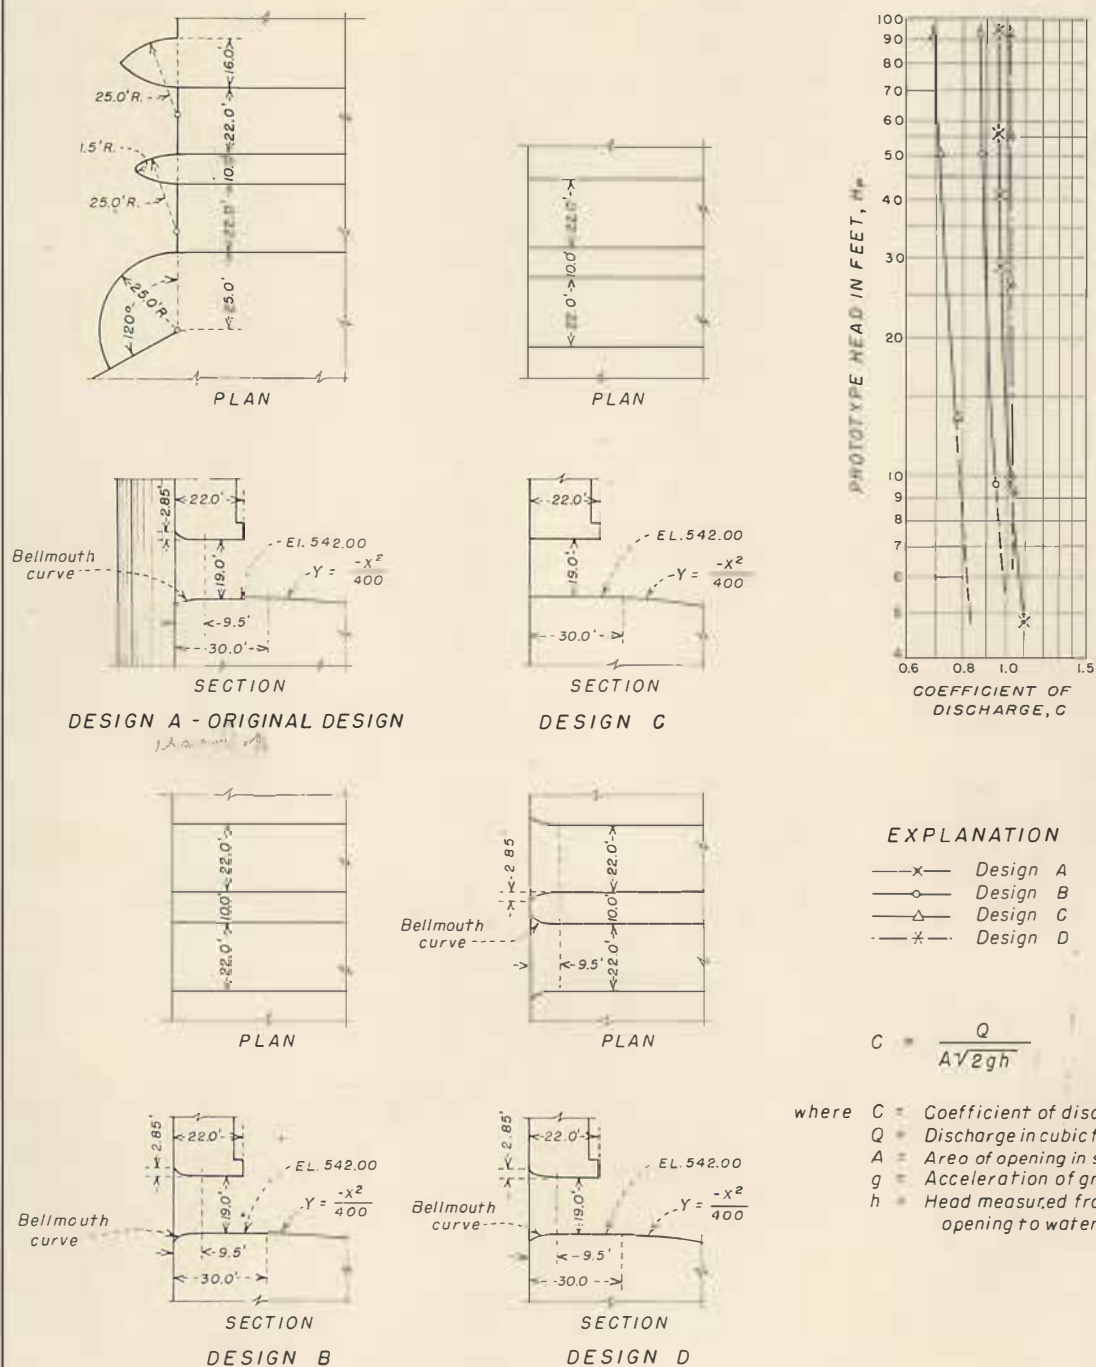 16.0'
25.0'R.
22.0'
1.5'R.
10.0'
25.0'R.
22.0'
25.0'R.
120°
25.0'
PLAN
2.85'
22.0'
El. 542.00
Bellmouth
curve
19.0'
Y = -X²
400
9.5'
30.0'
SECTION
DESIGN A - ORIGINAL DESIGN
22.0'
10.0'
22.0'
PLAN
22.0'
EL. 542.00
19.0'
Y = -X²
400
30.0'
SECTION
DESIGN C
PROTOTYPE HEAD IN FEET, Hp
100
90
80
70
60
50
40
30
20
10
9
8
7
6
5
4
0.6
0.8
1.0
1.5
COEFFICIENT OF
DISCHARGE, C
22.0'
10.0'
22.0'
PLAN
2.85'
22.0'
EL. 542.00
Bellmouth
curve
19.0'
Y = -X²
400
9.5'
30.0'
SECTION
DESIGN B
2.85
22.0'
10.0'
Bellmouth
curve
9.5'
22.0'
PLAN
2.85'
22.0'
EL. 542.00
Bellmouth
curve
19.0'
Y = -X²
400
9.5'
30.0
SECTION
DESIGN D
EXPLANATION
Design A
Design B
Design C
Design D
C = Q
A√2gh
where C = Coefficient of disc
Q = Discharge in cubic f
A = Area of opening in s
g = Acceleration of gr
h = Head measured fro
opening to water